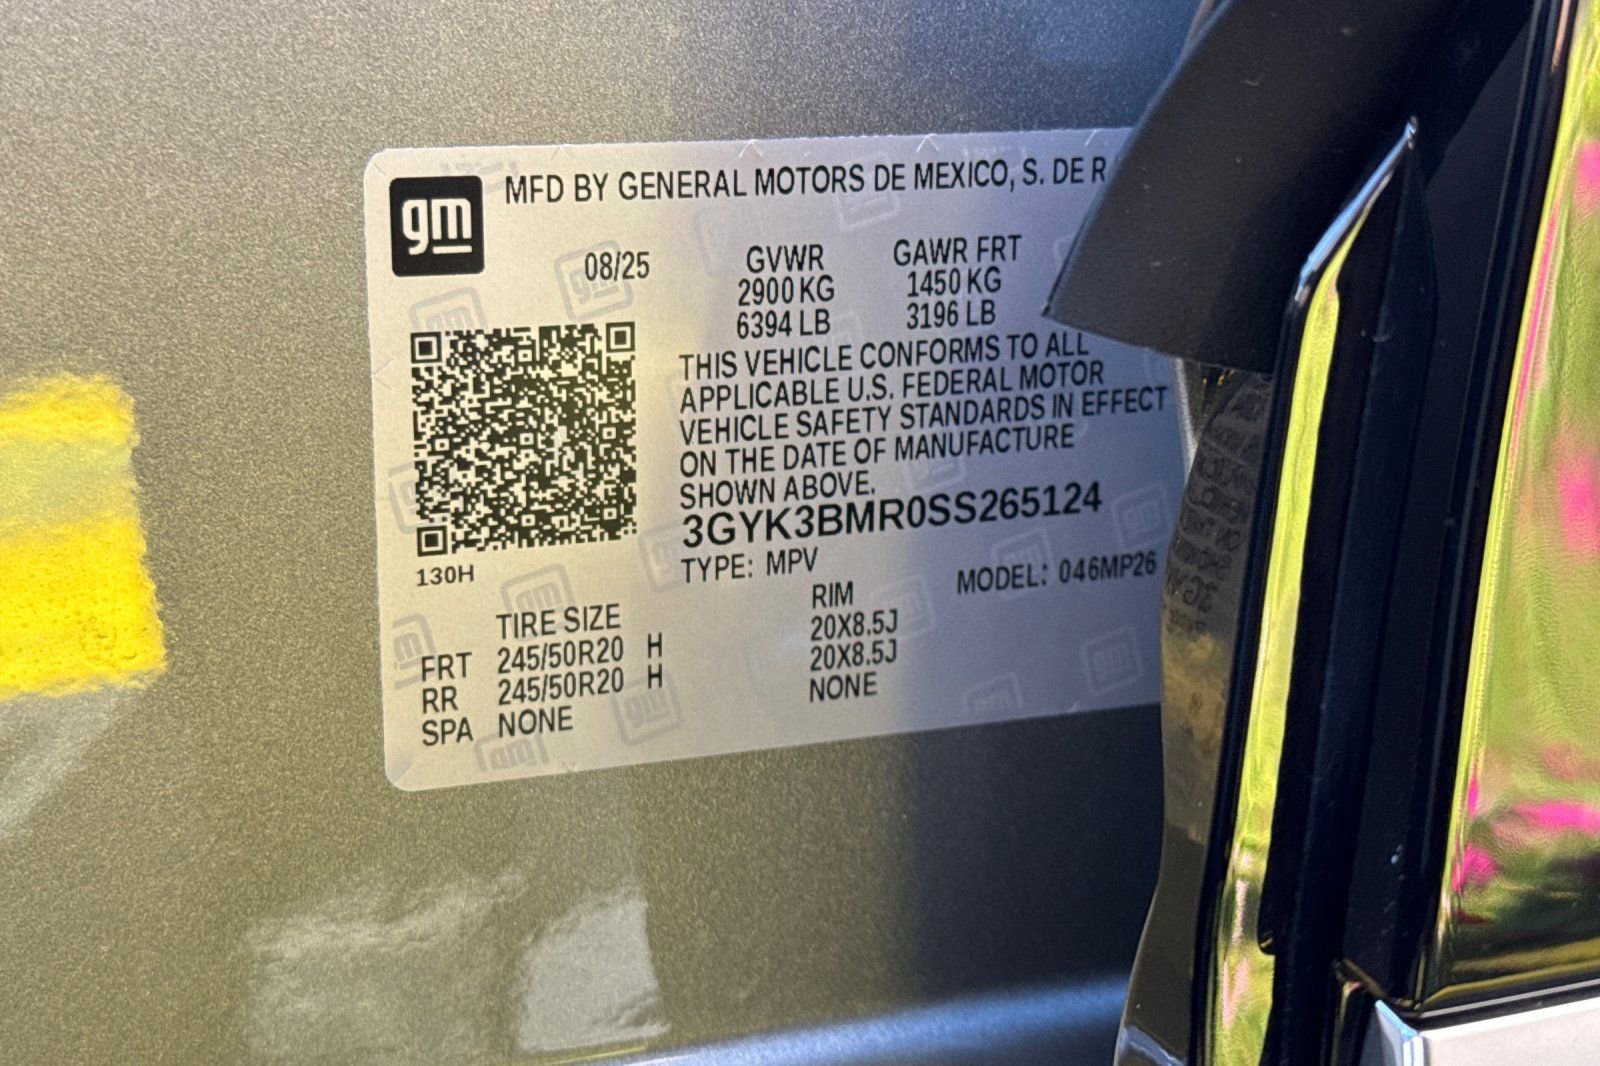 gm
MFD BY GENERAL MOTORS DE MEXICO, S. DE R
08/25
GVWR
2900 KG
6394 LB
GAWR FRT
1450 KG
3196 LB
THIS VEHICLE CONFORMS TO ALL
APPLICABLE U.S. FEDERAL MOTOR
VEHICLE SAFETY STANDARDS IN EFFECT
ON THE DATE OF MANUFACTURE
SHOWN ABOVE.
3GYK3BMR0SS265124
130H
TYPE: MPV
MODEL: 046MP26
TIRE SIZE RIM
FRT 245/50R20 H 20X8.5J
RR 245/50R20 H 20X8.5J
SPA NONE NONE